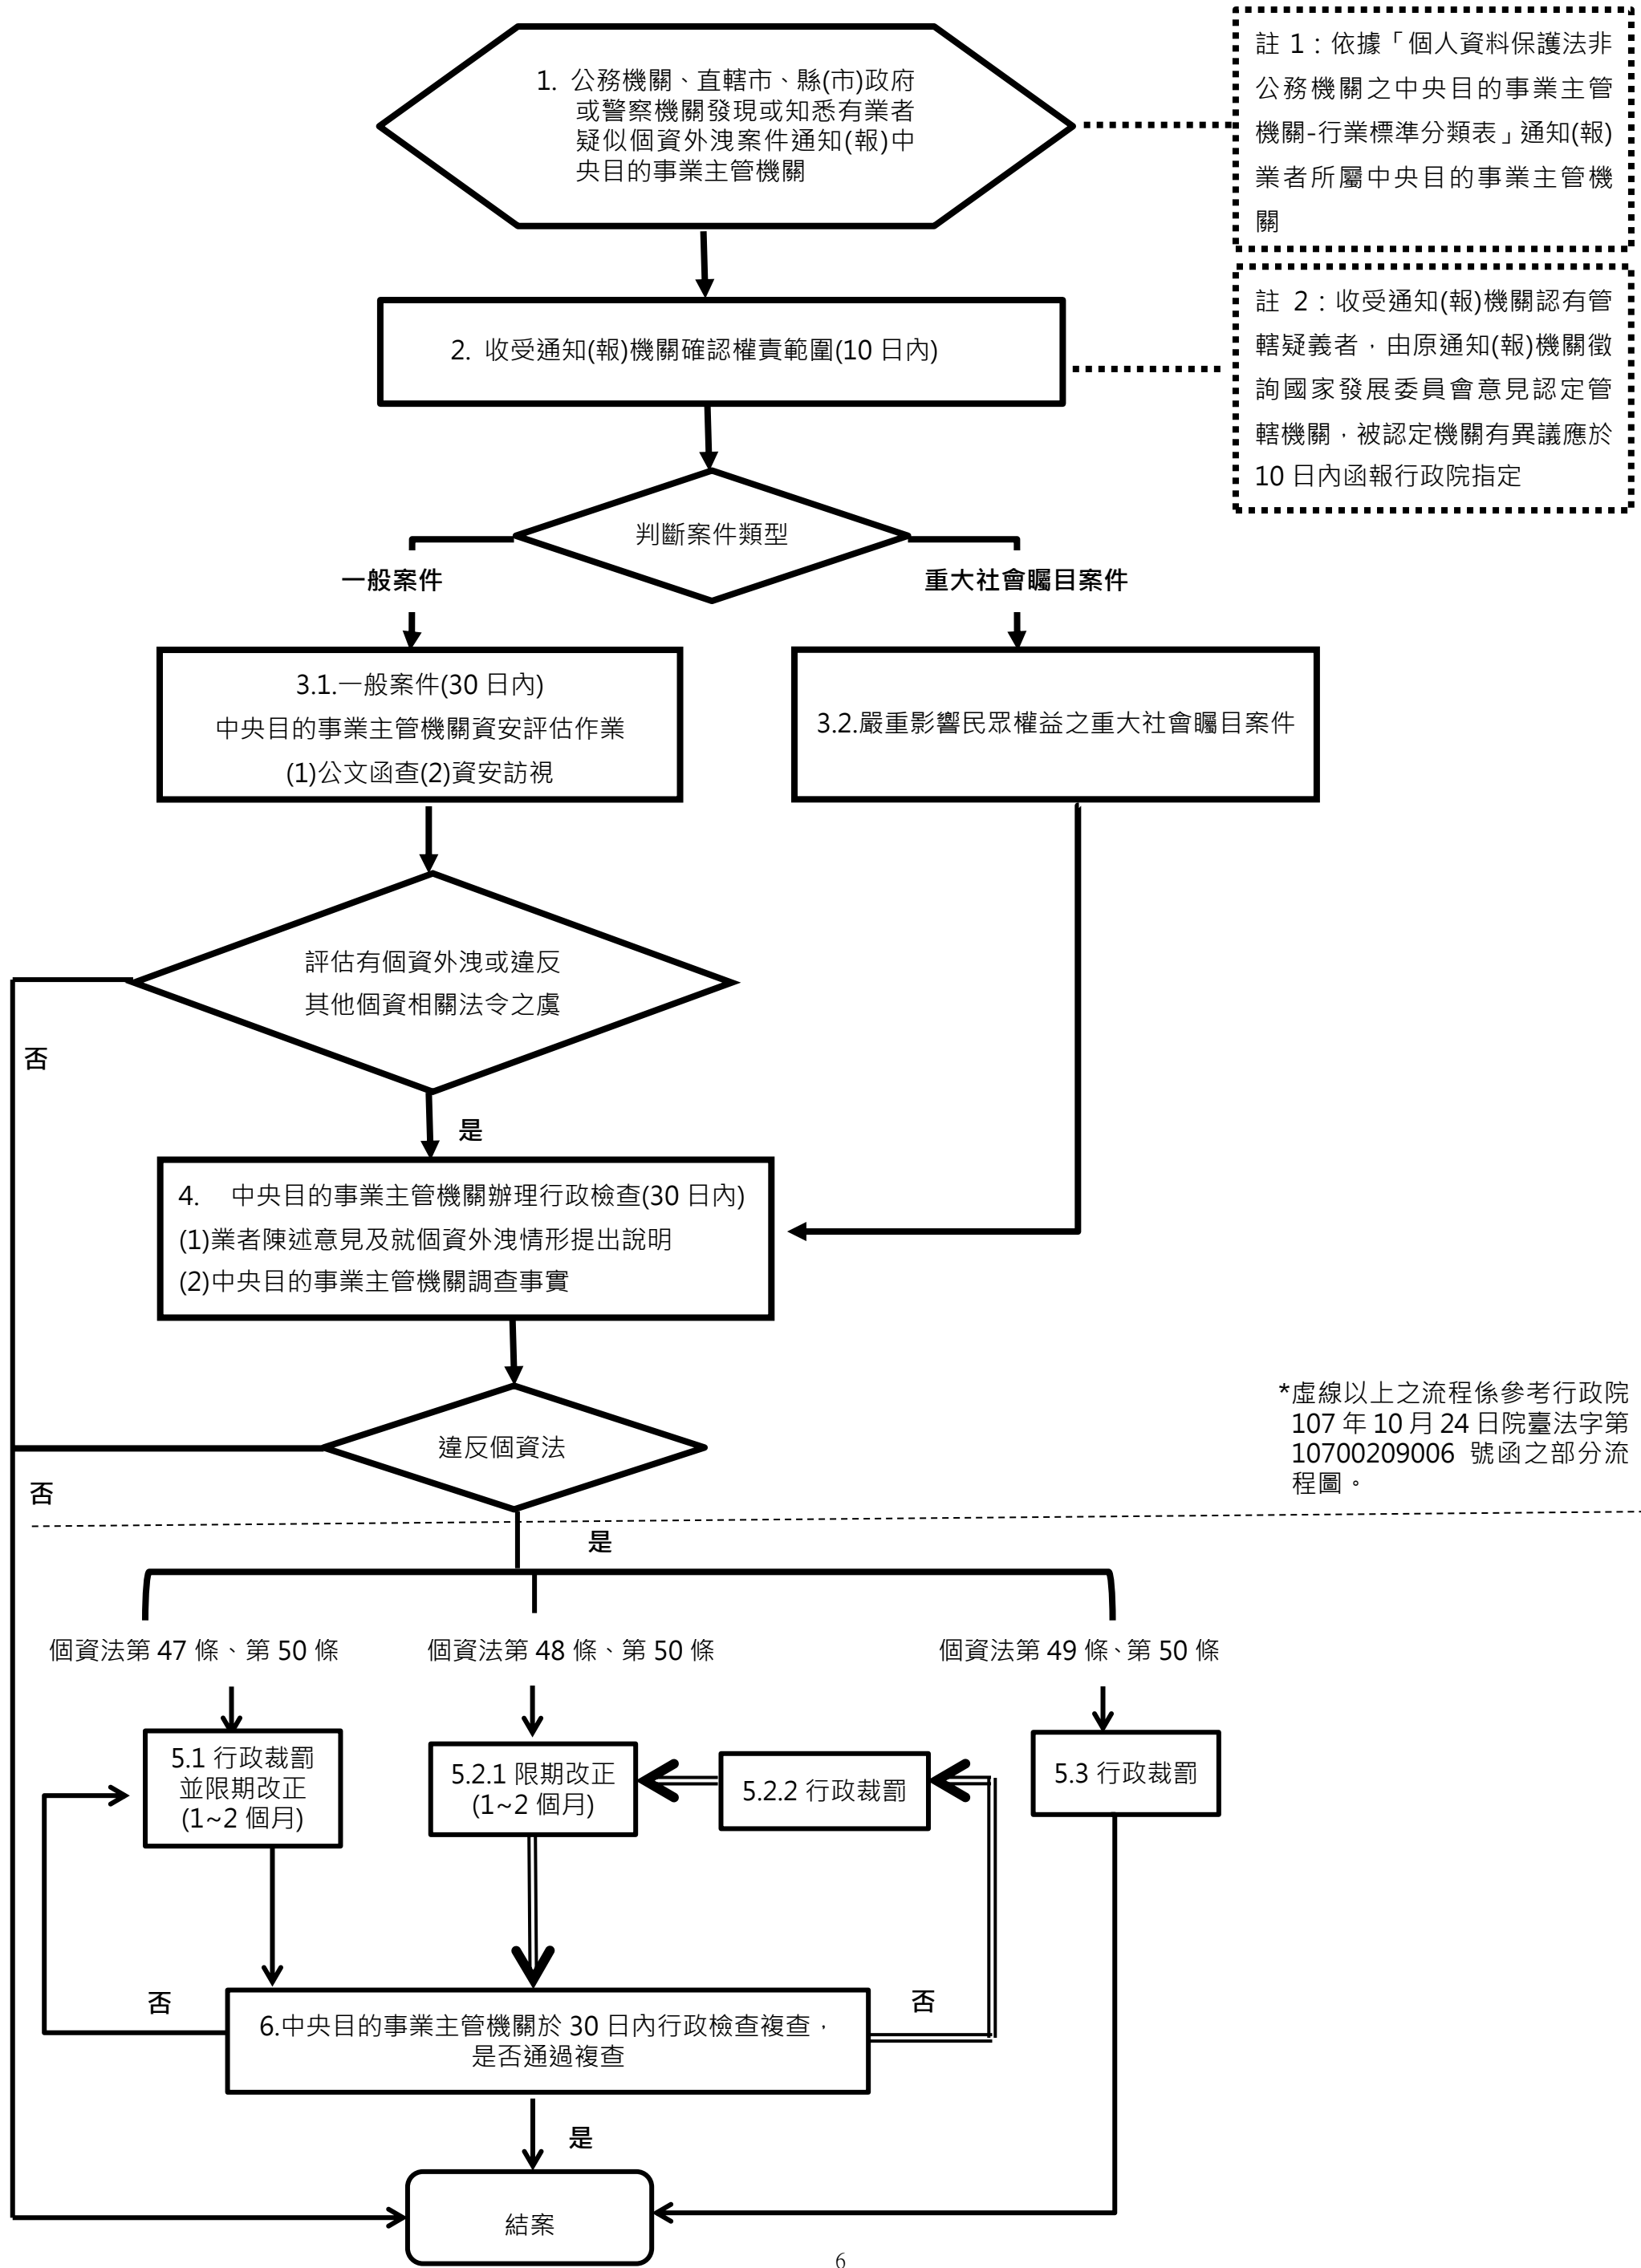 1. 公務機關、直轄市、縣(市)政府
或警察機關發現或知悉有業者
疑似個資外洩案件通知(報)中
央目的事業主管機關
註 1：依據「個人資料保護法非
公務機關之中央目的事業主管
機關-行業標準分類表」通知(報)
業者所屬中央目的事業主管機
關
2. 收受通知(報)機關確認權責範圍(10 日內)
註 2：收受通知(報)機關認有管
轄疑義者，由原通知(報)機關徵
詢國家發展委員會意見認定管
轄機關，被認定機關有異議應於
10 日內函報行政院指定
判斷案件類型
一般案件
重大社會矚目案件
3.1.一般案件(30 日內)
中央目的事業主管機關資安評估作業
(1)公文函查(2)資安訪視
3.2.嚴重影響民眾權益之重大社會矚目案件
評估有個資外洩或違反
其他個資相關法令之虞
否
是
4. 中央目的事業主管機關辦理行政檢查(30 日內)
(1)業者陳述意見及就個資外洩情形提出說明
(2)中央目的事業主管機關調查事實
*虛線以上之流程係參考行政院
107 年 10 月 24 日院臺法字第
10700209006 號函之部分流
程圖。
違反個資法
否
是
個資法第 47 條、第 50 條
個資法第 48 條、第 50 條
個資法第 49 條、第 50 條
5.1 行政裁罰
並限期改正
(1~2 個月)
5.2.1 限期改正
(1~2 個月)
5.2.2 行政裁罰
5.3 行政裁罰
否
否
6.中央目的事業主管機關於 30 日內行政檢查複查，
是否通過複查
是
結案
6